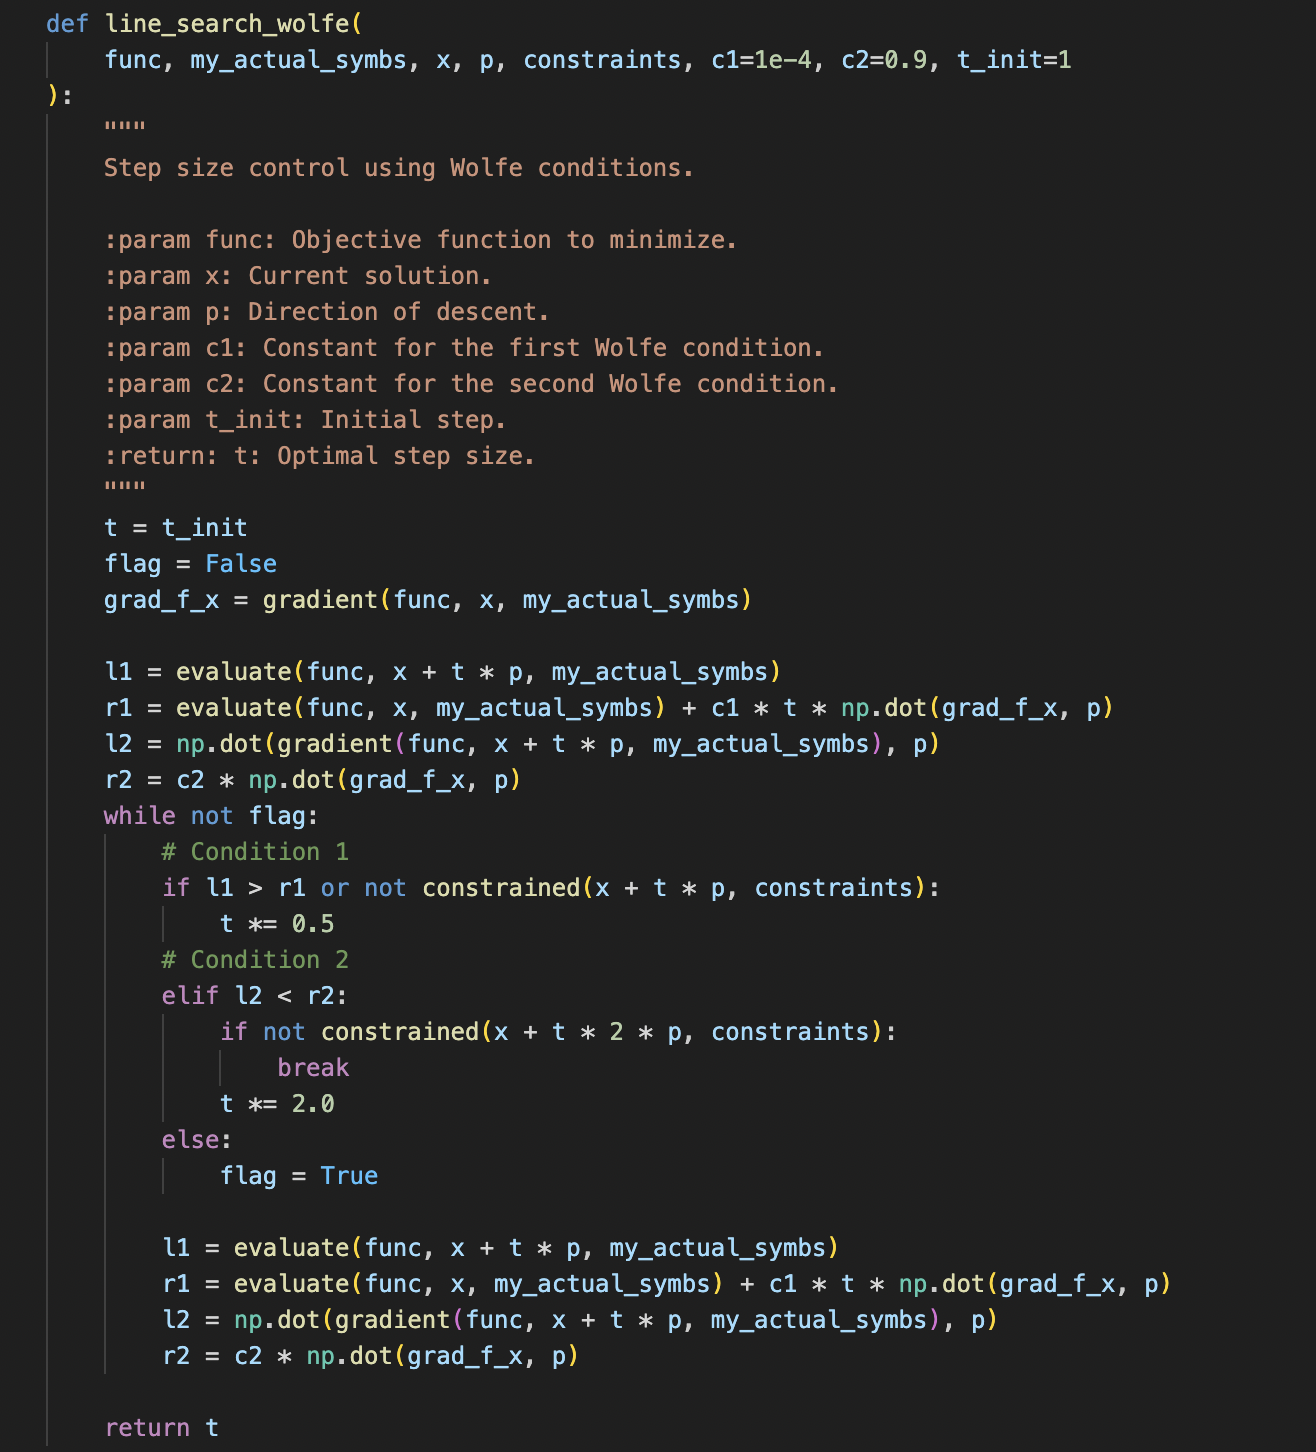 def line_search_wolfe(
    func, my_actual_symbs, x, p, constraints, c1=1e-4, c2=0.9, t_init=1
):
    """
    Step size control using Wolfe conditions.

    :param func: Objective function to minimize.
    :param x: Current solution.
    :param p: Direction of descent.
    :param c1: Constant for the first Wolfe condition.
    :param c2: Constant for the second Wolfe condition.
    :param t_init: Initial step.
    :return: t: Optimal step size.
    """
    t = t_init
    flag = False
    grad_f_x = gradient(func, x, my_actual_symbs)

    l1 = evaluate(func, x + t * p, my_actual_symbs)
    r1 = evaluate(func, x, my_actual_symbs) + c1 * t * np.dot(grad_f_x, p)
    l2 = np.dot(gradient(func, x + t * p, my_actual_symbs), p)
    r2 = c2 * np.dot(grad_f_x, p)
    while not flag:
        # Condition 1
        if l1 > r1 or not constrained(x + t * p, constraints):
            t *= 0.5
        # Condition 2
        elif l2 < r2:
            if not constrained(x + t * 2 * p, constraints):
                break
            t *= 2.0
        else:
            flag = True

        l1 = evaluate(func, x + t * p, my_actual_symbs)
        r1 = evaluate(func, x, my_actual_symbs) + c1 * t * np.dot(grad_f_x, p)
        l2 = np.dot(gradient(func, x + t * p, my_actual_symbs), p)
        r2 = c2 * np.dot(grad_f_x, p)

    return t